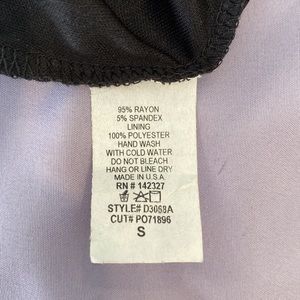 95% RAYON
5% SPANDEX
LINING
100% POLYESTER
HAND WASH
WITH COLD WATER
DO NOT BLEACH
HANG OR LINE DRY
MADE IN U.S.A.
RN # 142327
STYLE# D3068A
CUT# PO71896
S